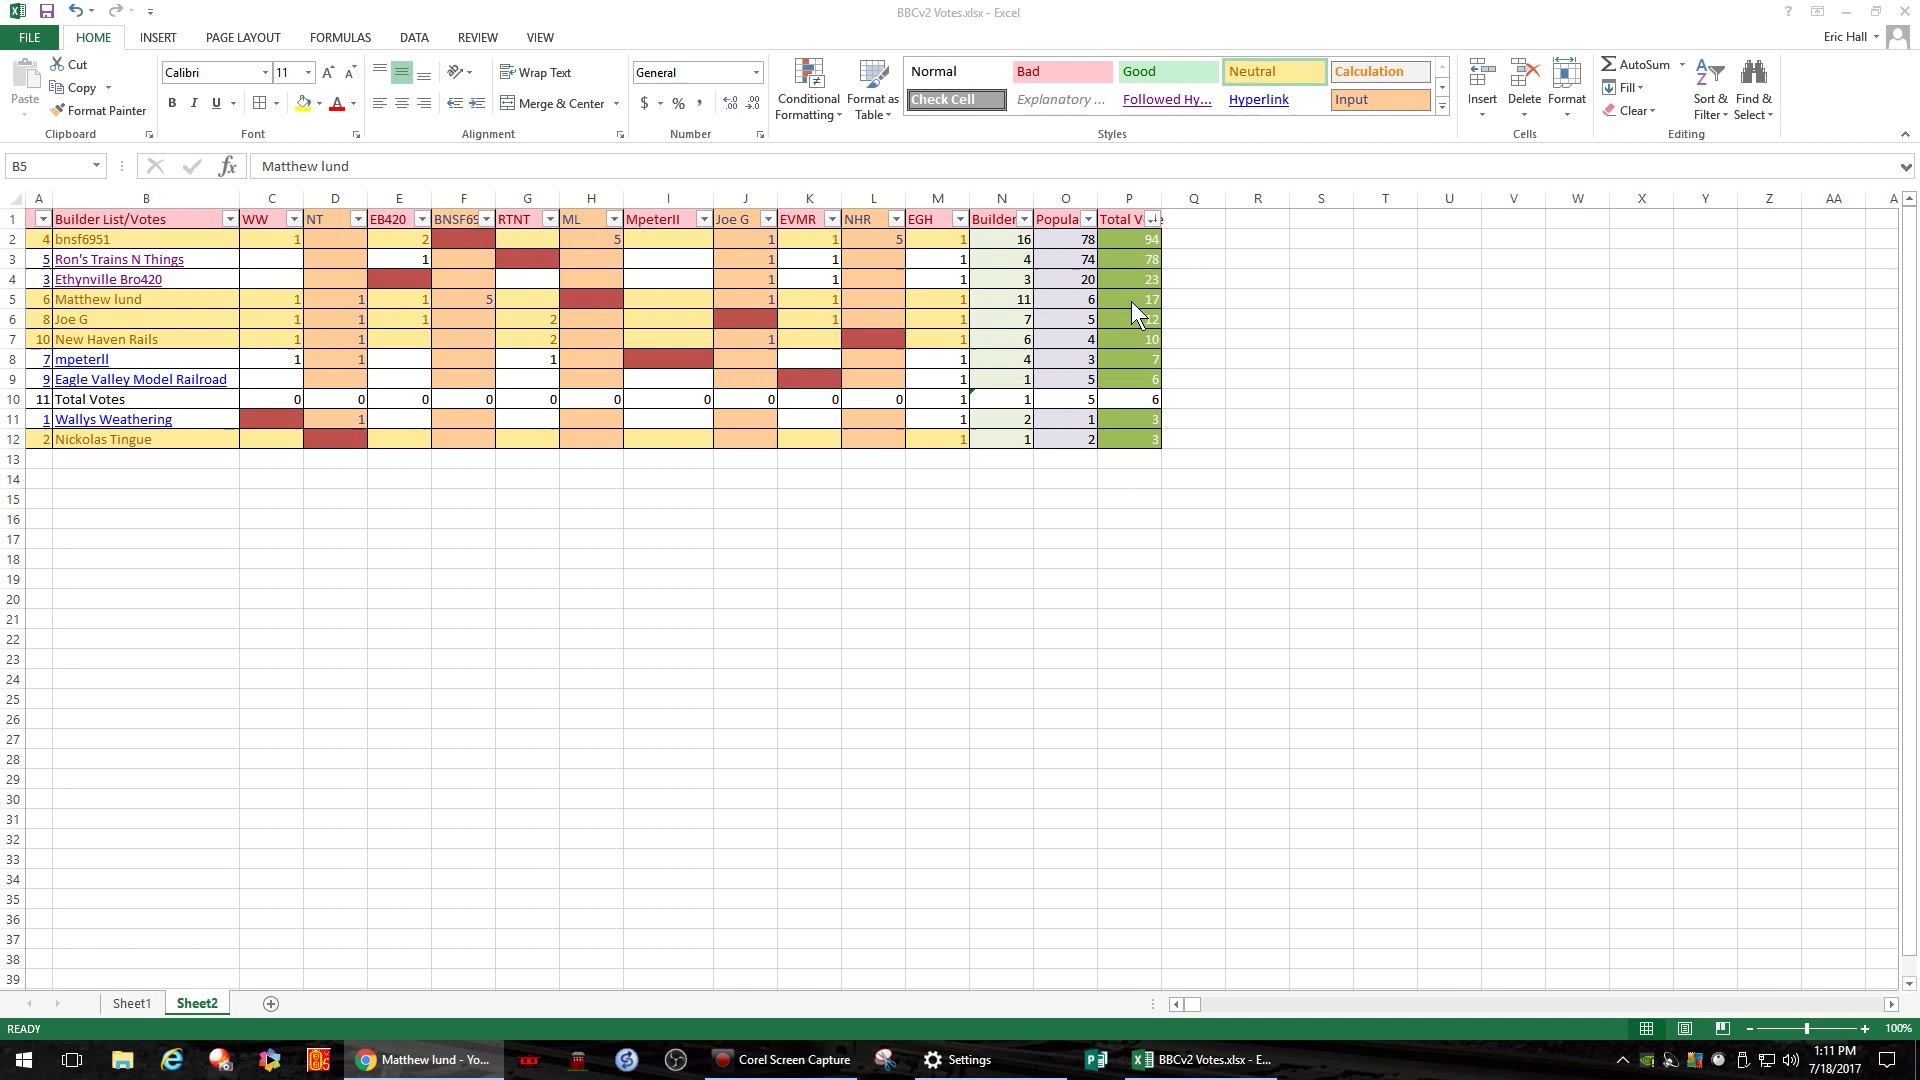 BBCv2 Votes.xlsx - Excel
FILE HOME INSERT PAGE LAYOUT FORMULAS DATA REVIEW VIEW Eric Hall
Paste
Cut
Copy
Format Painter
Clipboard
Calibri 11
B I U
Font
Wrap Text
Merge & Center
Alignment
General
$ % ,
Number
Conditional Formatting
Format as Table
Normal Bad Good Neutral Calculation
Check Cell Explanatory ... Followed Hy... Hyperlink Input
Styles
Insert Delete Format
Cells
AutoSum
Fill
Clear
Sort & Filter
Find & Select
Editing
B5 fx Matthew lund
A B C D E F G H I J K L M N O P Q R S T U V W X Y Z AA A
1 Builder List/Votes WW NT EB420 BNSF69 RTNT ML MpeterII Joe G EVMR NHR EGH Builder Popula Total V e
2 4 bnsf6951 1 2 5 1 1 5 1 16 78 94
3 5 Ron's Trains N Things 1 1 1 1 4 74 78
4 3 Ethynville Bro420 1 1 1 3 20 23
5 6 Matthew lund 1 1 1 5 1 1 1 11 6 17
6 8 Joe G 1 1 1 2 1 1 7 5 12
7 10 New Haven Rails 1 1 2 1 1 6 4 10
8 7 mpeterll 1 1 1 1 4 3 7
9 9 Eagle Valley Model Railroad 1 1 5 6
10 11 Total Votes 0 0 0 0 0 0 0 0 0 0 1 1 5 6
11 1 Wallys Weathering 1 1 2 1 3
12 2 Nickolas Tingue 1 1 2 3
13
14
15
16
17
18
19
20
21
22
23
24
25
26
27
28
29
30
31
32
33
34
35
36
37
38
39
Sheet1 Sheet2
READY 100%
Matthew lund - Yo... Corel Screen Capture Settings BBCv2 Votes.xlsx - E...
1:11 PM
7/18/2017